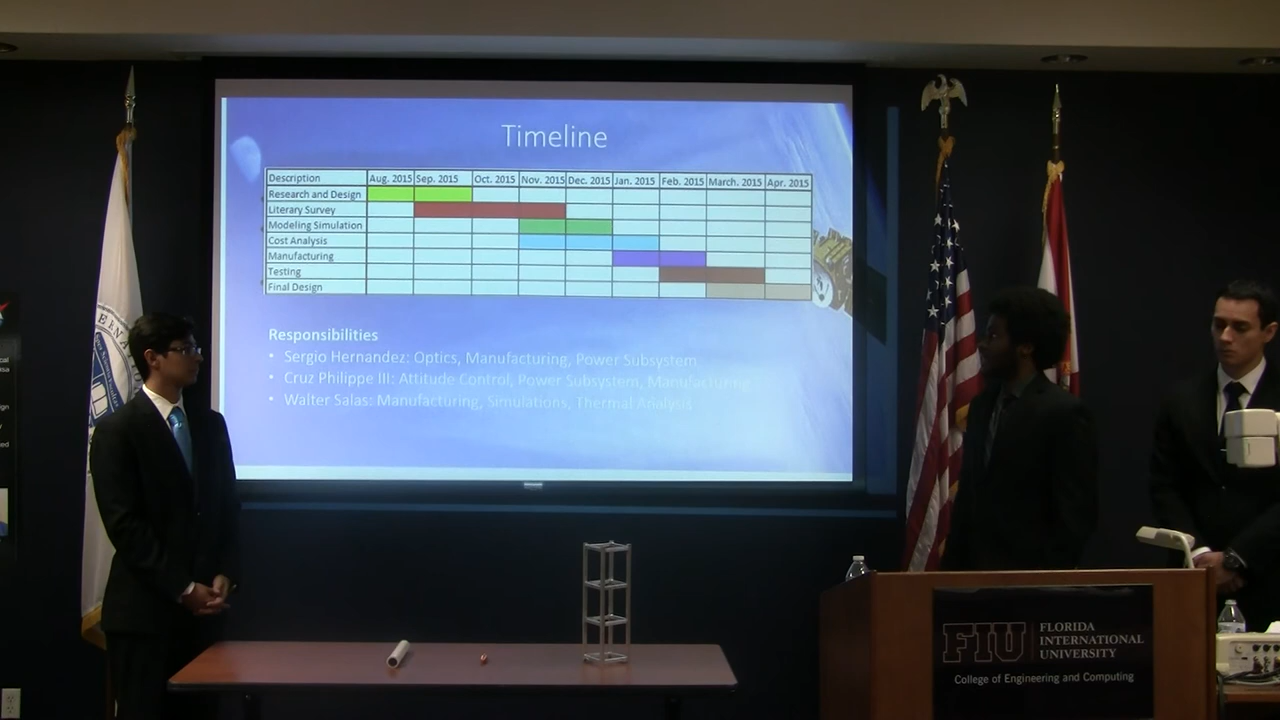 Timeline
Description Aug. 2015 Sep. 2015 Oct. 2015 Nov. 2015 Dec. 2015 Jan. 2015 Feb. 2015 March. 2015 Apr. 2015
Research and Design
Literary Survey
Modeling Simulation
Cost Analysis
Manufacturing
Testing
Final Design
Responsibilities
• Sergio Hernandez: Optics, Manufacturing, Power Subsystem
• Cruz Philippe III: Attitude Control, Power Subsystem, Manufacturing
• Walter Salas: Manufacturing, Simulations, Thermal Analysis
FIU FLORIDA
INTERNATIONAL
UNIVERSITY
College of Engineering and Computing